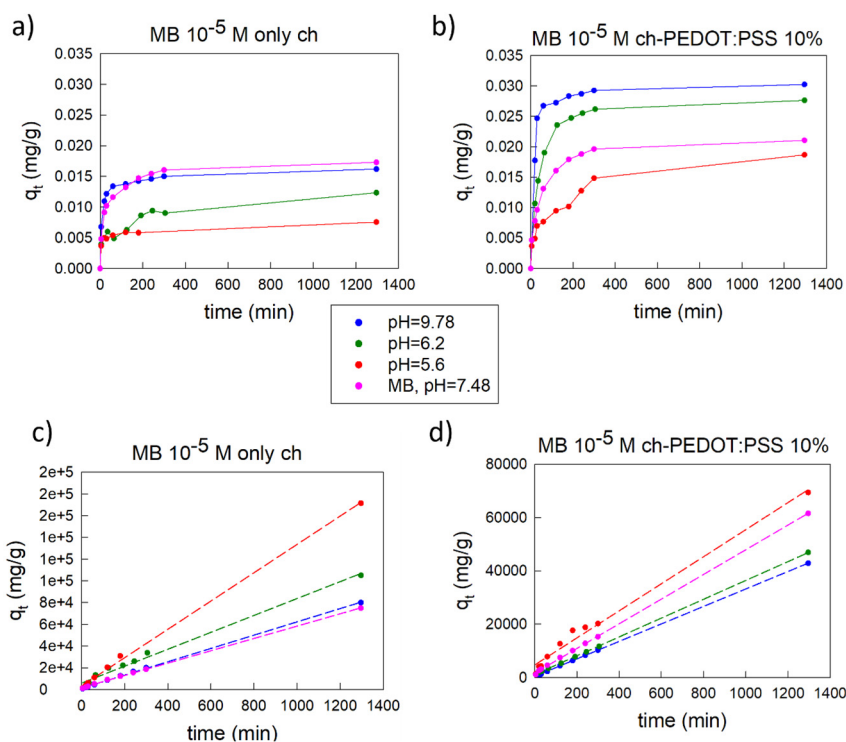 a)
MB 10⁻⁵ M only ch
0.035
0.030
0.025
0.020
0.015
0.010
0.005
0.000
qₜ (mg/g)
0 200 400 600 800 1000 1200 1400
time (min)
b)
MB 10⁻⁵ M ch-PEDOT:PSS 10%
0.035
0.030
0.025
0.020
0.015
0.010
0.005
0.000
qₜ (mg/g)
0 200 400 600 800 1000 1200 1400
time (min)
pH=9.78
pH=6.2
pH=5.6
MB, pH=7.48
c)
MB 10⁻⁵ M only ch
2e+5
2e+5
2e+5
1e+5
1e+5
8e+4
6e+4
4e+4
2e+4
0
qₜ (mg/g)
0 200 400 600 800 1000 1200 1400
time (min)
d)
MB 10⁻⁵ M ch-PEDOT:PSS 10%
80000
60000
40000
20000
0
qₜ (mg/g)
0 200 400 600 800 1000 1200 1400
time (min)